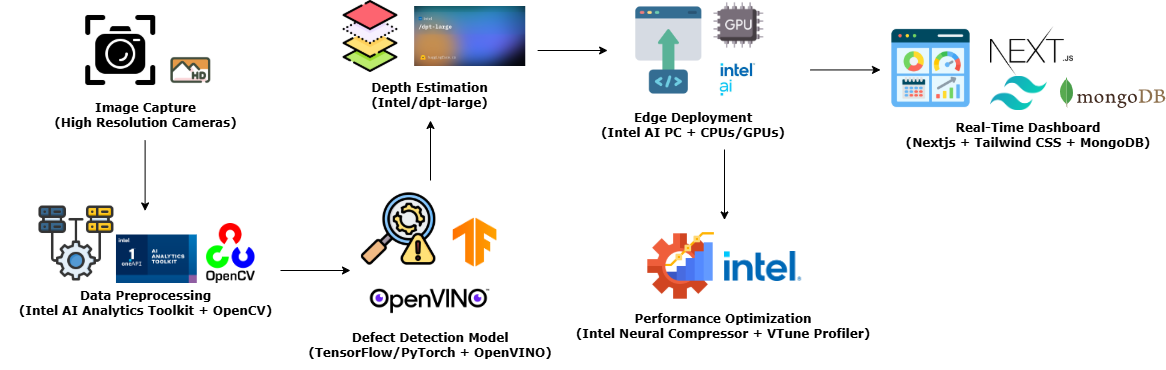 HD
Image Capture
(High Resolution Cameras)
intel
oneAPI
AI
ANALYTICS
TOOLKIT
OpenCV
Data Preprocessing
(Intel AI Analytics Toolkit + OpenCV)
OpenVINO
Defect Detection Model
(TensorFlow/PyTorch + OpenVINO)
/dpt-large
Depth Estimation
(Intel/dpt-large)
GPU
</>
intel
ai
Edge Deployment
(Intel AI PC + CPUs/GPUs)
intel.
Performance Optimization
(Intel Neural Compressor + VTune Profiler)
NEXT.JS
mongoDB
Real-Time Dashboard
(Nextjs + Tailwind CSS + MongoDB)